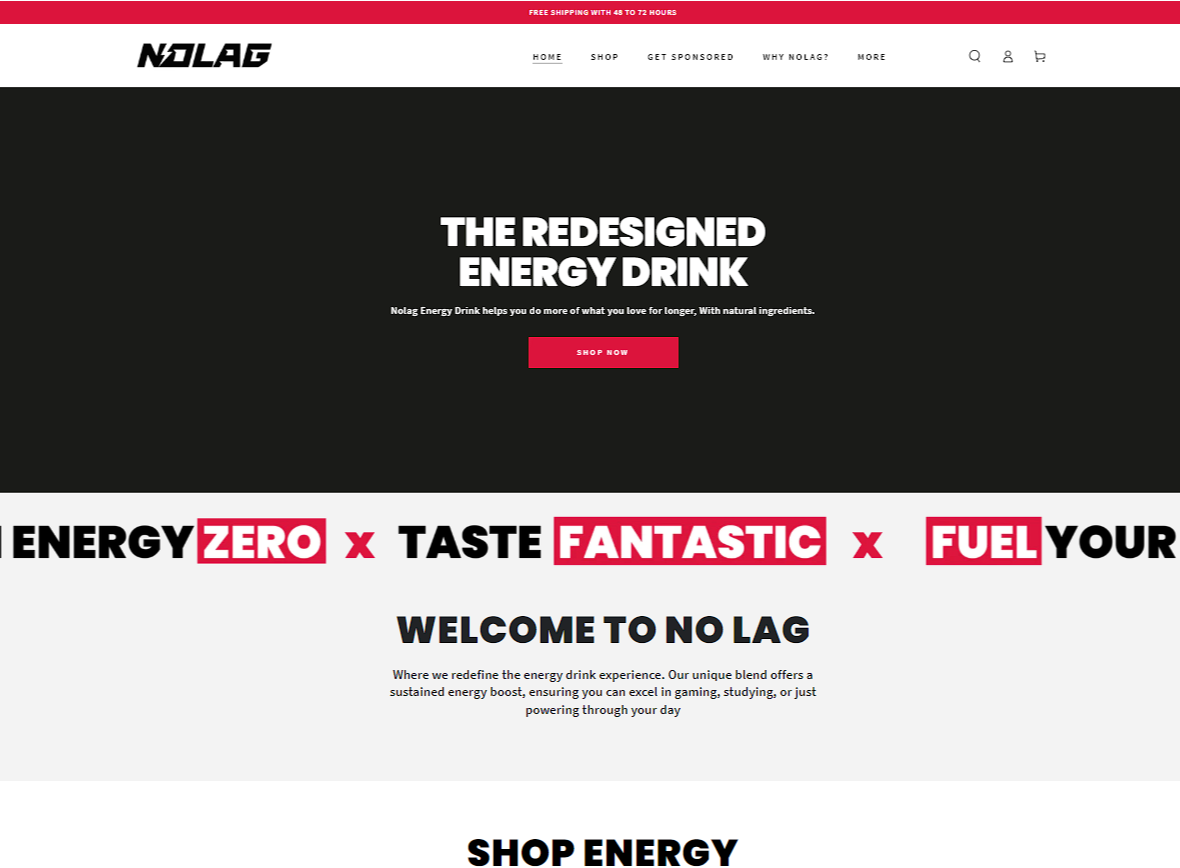 FREE SHIPPING WITH 48 TO 72 HOURS
NOLAG
HOME SHOP GET SPONSORED WHY NOLAG? MORE
THE REDESIGNED
ENERGY DRINK
Nolag Energy Drink helps you do more of what you love for longer, With natural ingredients.
SHOP NOW
ENERGY ZERO x TASTE FANTASTIC x FUEL YOUR
WELCOME TO NO LAG
Where we redefine the energy drink experience. Our unique blend offers a
sustained energy boost, ensuring you can excel in gaming, studying, or just
powering through your day
SHOP ENERGY